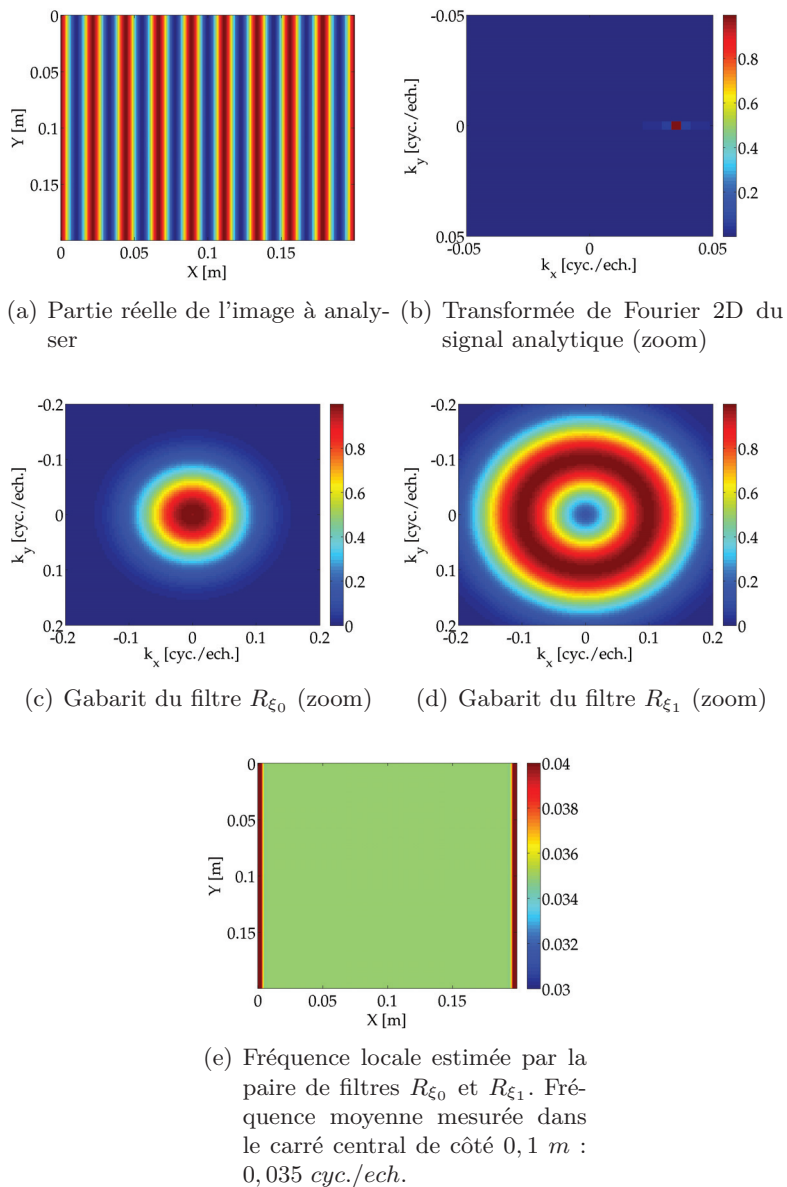 0
0.05
0.1
0.15
Y [m]
0 0.05 0.1 0.15
X [m]
-0.05
0
0.05
k_y [cyc./ech.]
-0.05 0 0.05
k_x [cyc./ech.]
0.8
0.6
0.4
0.2
(a) Partie réelle de l'image à analy-
ser
(b) Transformée de Fourier 2D du
signal analytique (zoom)
-0.2
-0.1
0
0.1
0.2
k_y [cyc./ech.]
-0.2 -0.1 0 0.1 0.2
k_x [cyc./ech.]
0.8
0.6
0.4
0.2
0
-0.2
-0.1
0
0.1
0.2
k_y [cyc./ech.]
-0.2 -0.1 0 0.1 0.2
k_x [cyc./ech.]
0.8
0.6
0.4
0.2
0
(c) Gabarit du filtre R_{ξ_0} (zoom)
(d) Gabarit du filtre R_{ξ_1} (zoom)
0
0.05
0.1
0.15
Y [m]
0 0.05 0.1 0.15
X [m]
0.04
0.038
0.036
0.034
0.032
0.03
(e) Fréquence locale estimée par la
paire de filtres R_{ξ_0} et R_{ξ_1}. Fré-
quence moyenne mesurée dans
le carré central de côté 0,1 m :
0,035 cyc./ech.